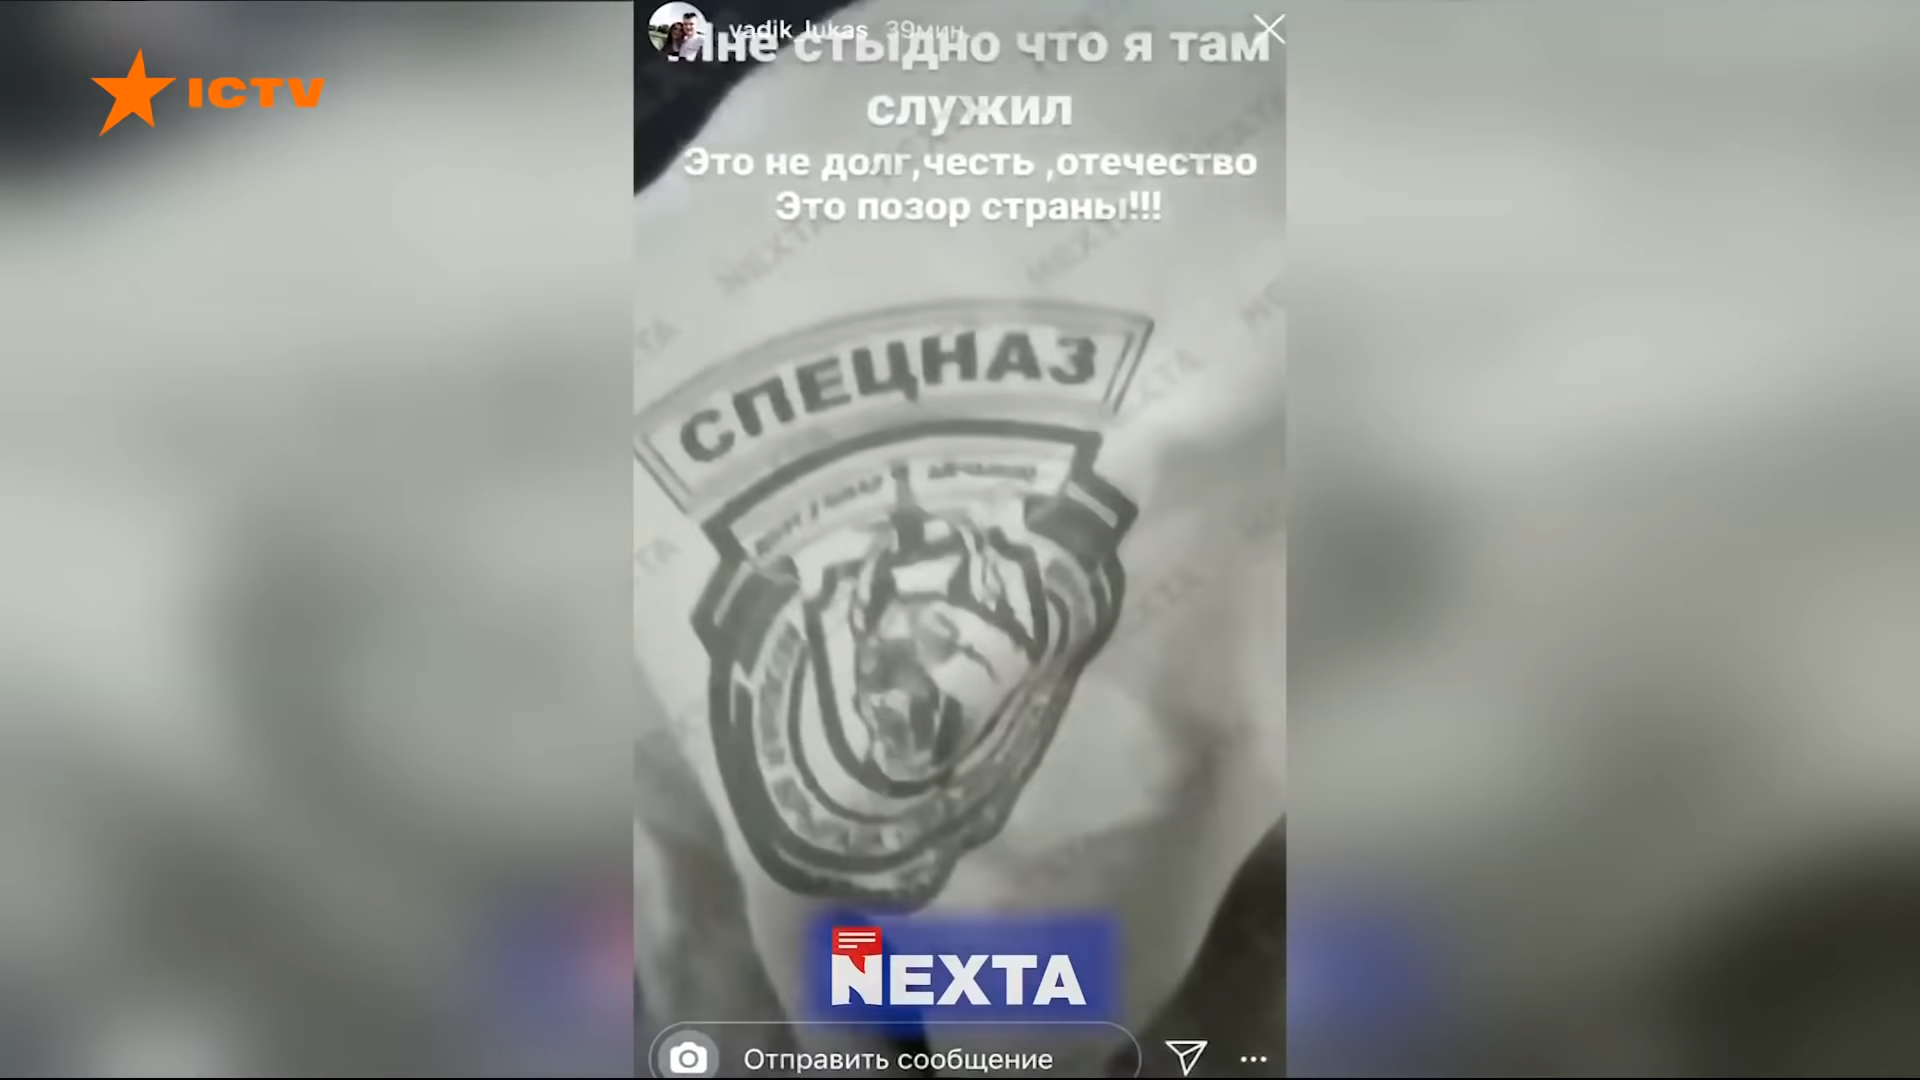 vadik_lukas 39мин.
ICTV
Мне стыдно что я там
служил
Это не долг,честь ,отечество
Это позор страны!!!
СПЕЦНАЗ
NEXTA
Отправить сообщение